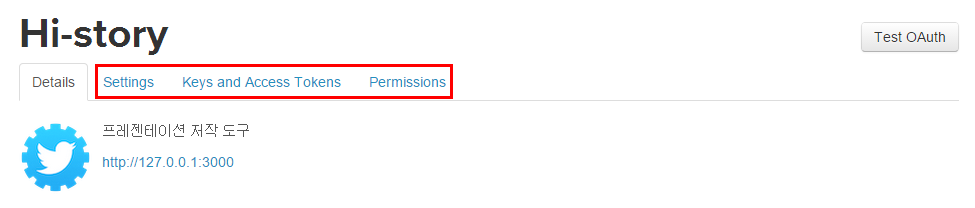 Hi-story
Test OAuth
Details Settings Keys and Access Tokens Permissions
프레젠테이션 저작 도구
http://127.0.0.1:3000